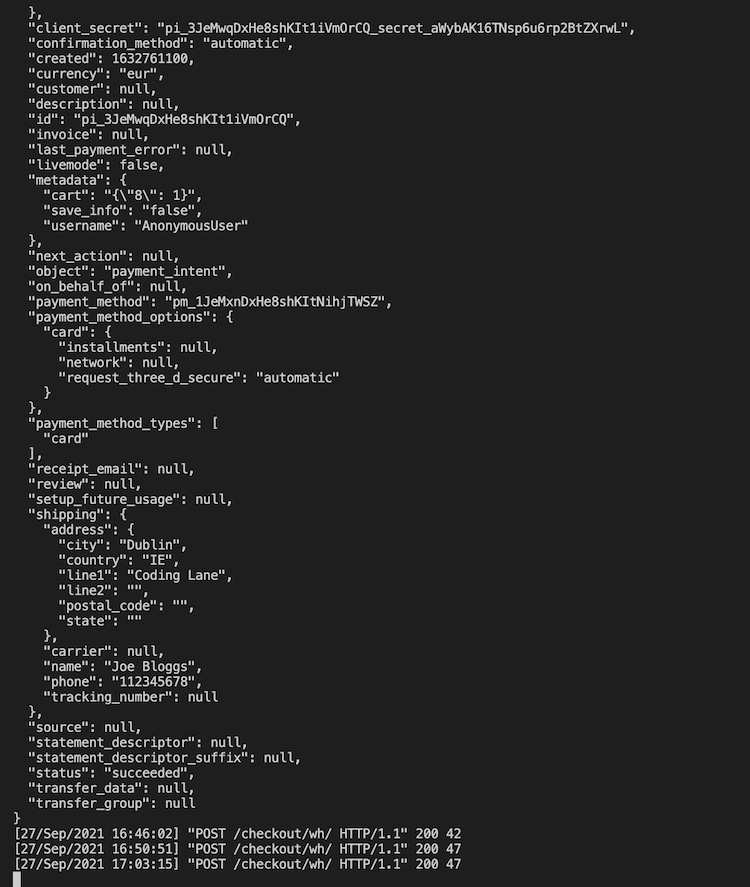 },
"client_secret": "pi_3JeMwqDxHe8shKIt1iVmOrCQ_secret_aWybAK16TNsp6u6rp2BtZXrwL",
"confirmation_method": "automatic",
"created": 1632761100,
"currency": "eur",
"customer": null,
"description": null,
"id": "pi_3JeMwqDxHe8shKIt1iVmOrCQ",
"invoice": null,
"last_payment_error": null,
"livemode": false,
"metadata": {
"cart": "{\"8\": 1}",
"save_info": "false",
"username": "AnonymousUser"
},
"next_action": null,
"object": "payment_intent",
"on_behalf_of": null,
"payment_method": "pm_1JeMxnDxHe8shKItNihjTWSZ",
"payment_method_options": {
"card": {
"installments": null,
"network": null,
"request_three_d_secure": "automatic"
}
},
"payment_method_types": [
"card"
],
"receipt_email": null,
"review": null,
"setup_future_usage": null,
"shipping": {
"address": {
"city": "Dublin",
"country": "IE",
"line1": "Coding Lane",
"line2": "",
"postal_code": "",
"state": ""
},
"carrier": null,
"name": "Joe Bloggs",
"phone": "112345678",
"tracking_number": null
},
"source": null,
"statement_descriptor": null,
"statement_descriptor_suffix": null,
"status": "succeeded",
"transfer_data": null,
"transfer_group": null
}
[27/Sep/2021 16:46:02] "POST /checkout/wh/ HTTP/1.1" 200 42
[27/Sep/2021 16:50:51] "POST /checkout/wh/ HTTP/1.1" 200 47
[27/Sep/2021 17:03:15] "POST /checkout/wh/ HTTP/1.1" 200 47